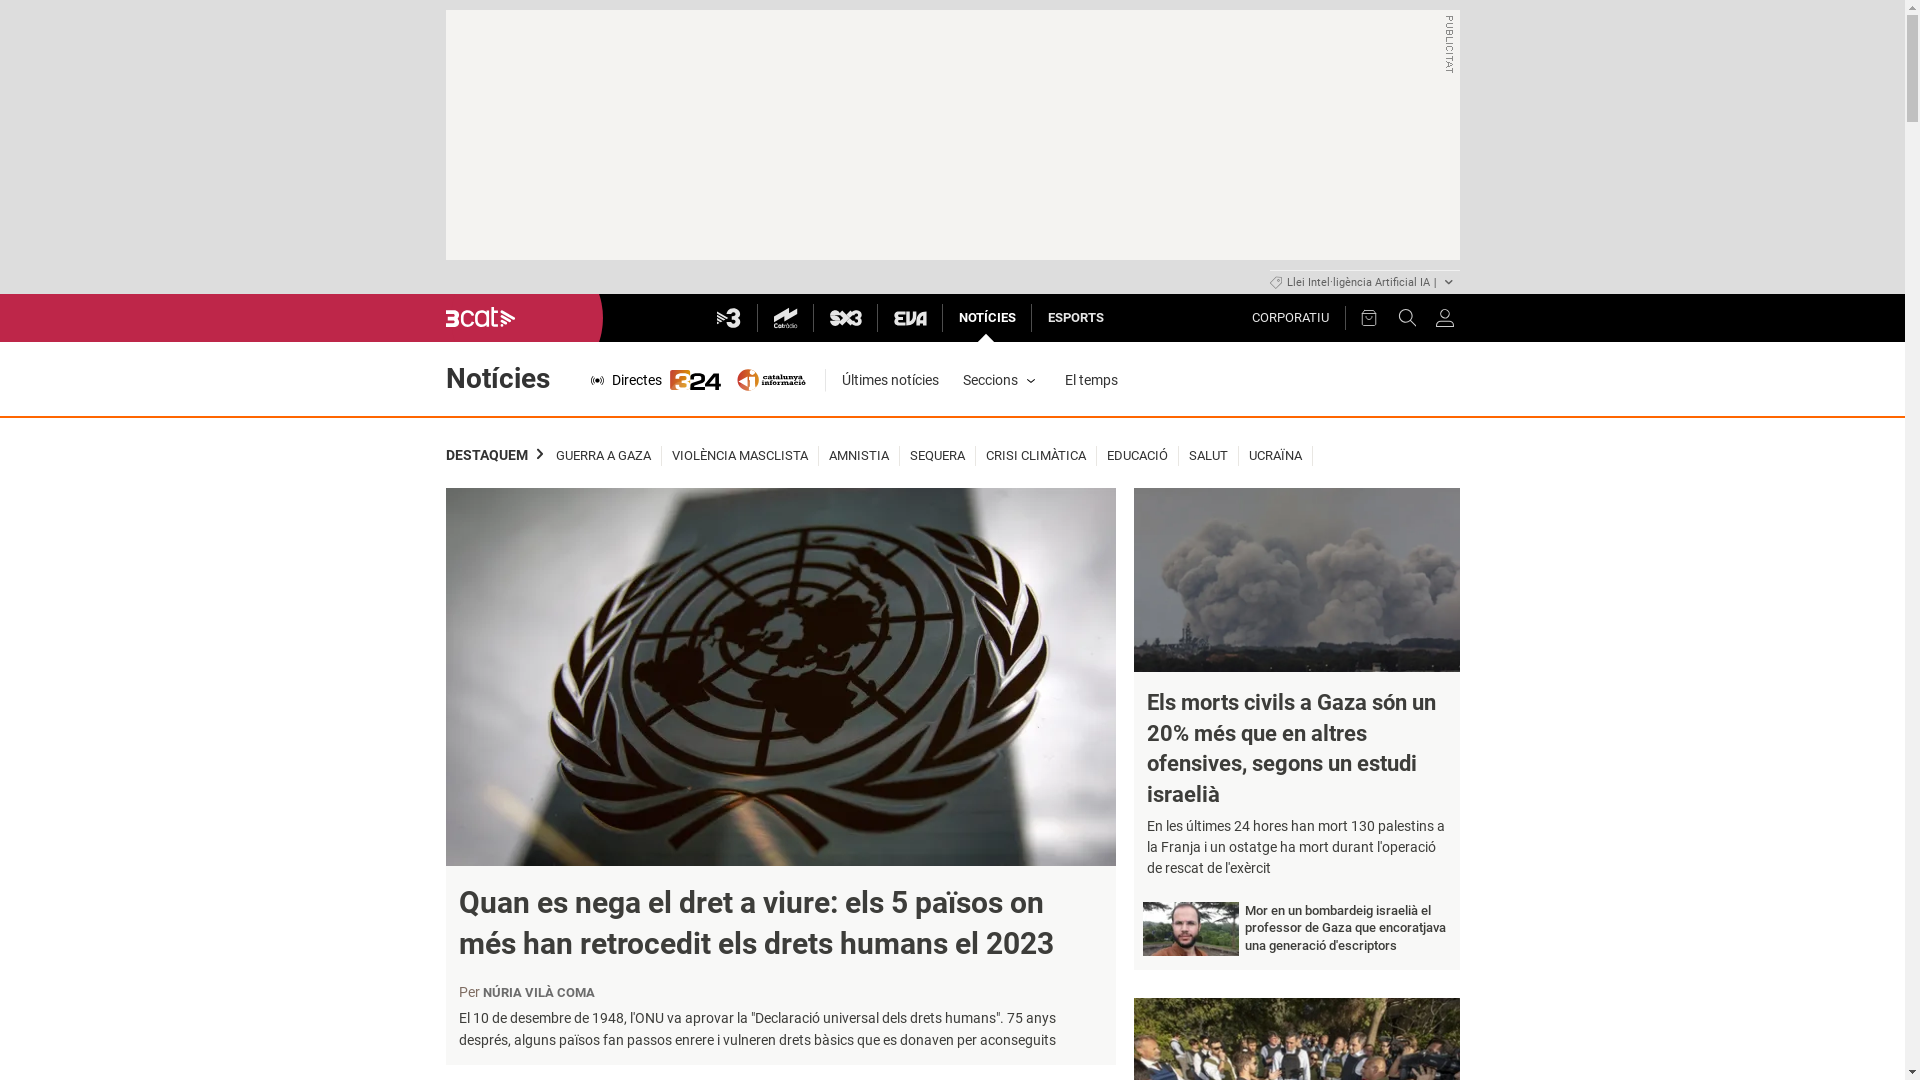 PUBLICITAT
Llei Intel·ligència Artificial IA |
3cat
3
Catràdio
SX3
EVA
NOTÍCIES
ESPORTS
CORPORATIU
Notícies
Directes
324
catalunya
informació
Últimes notícies
Seccions
El temps
DESTAQUEM
GUERRA A GAZA
VIOLÈNCIA MASCLISTA
AMNISTIA
SEQUERA
CRISI CLIMÀTICA
EDUCACIÓ
SALUT
UCRAÏNA
Quan es nega el dret a viure: els 5 països on
més han retrocedit els drets humans el 2023
Per NÚRIA VILÀ COMA
El 10 de desembre de 1948, l'ONU va aprovar la "Declaració universal dels drets humans". 75 anys
després, alguns països fan passos enrere i vulneren drets bàsics que es donaven per aconseguits
Els morts civils a Gaza són un
20% més que en altres
ofensives, segons un estudi
israelià
En les últimes 24 hores han mort 130 palestins a
la Franja i un ostatge ha mort durant l'operació
de rescat de l'exèrcit
Mor en un bombardeig israelià el
professor de Gaza que encoratjava
una generació d'escriptors